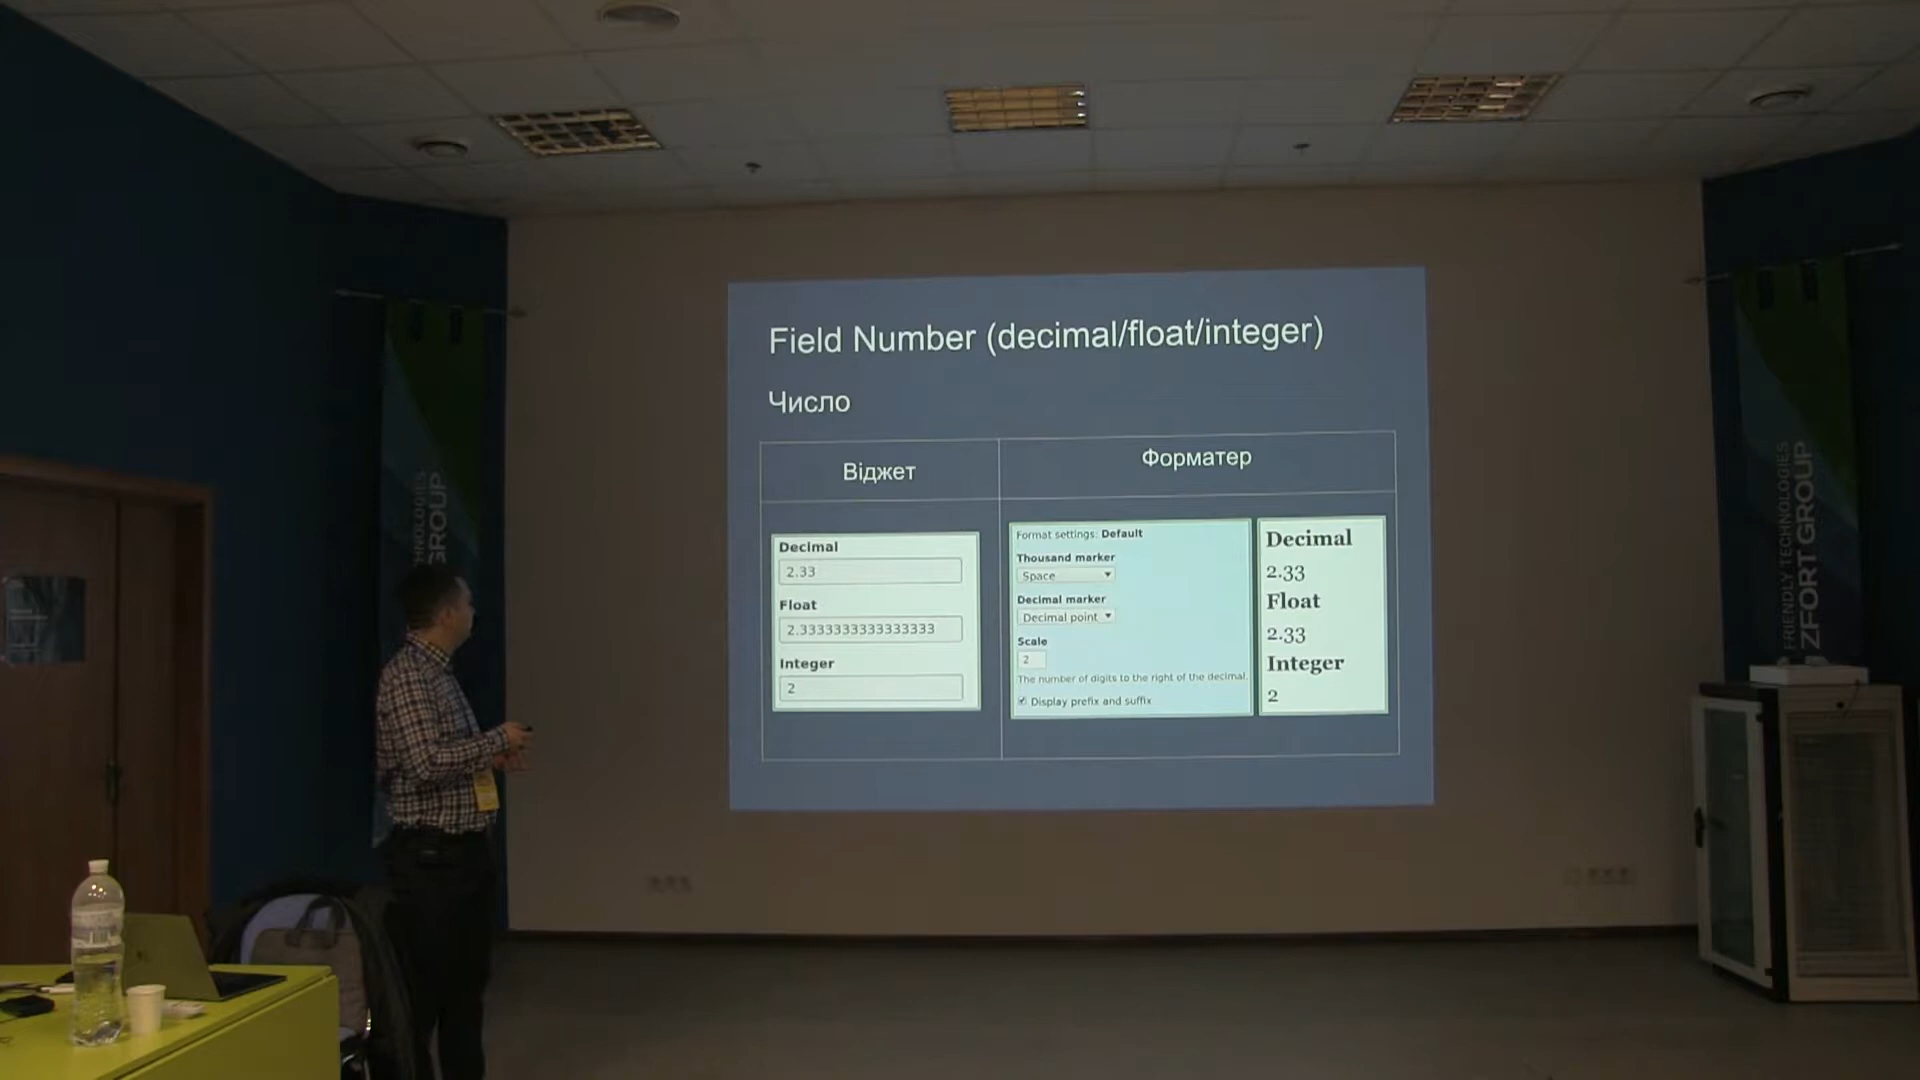 Field Number (decimal/float/integer)
Число
Віджет
Форматер
Decimal
2.33
Float
2.3333333333333333
Integer
2
Format settings: Default
Thousand marker
Space
Decimal marker
Decimal point
Scale
2
The number of digits to the right of the decimal.
Display prefix and suffix
Decimal
2.33
Float
2.33
Integer
2
GROUP
FRIENDLY TECHNOLOGIES
ZFORT GROUP